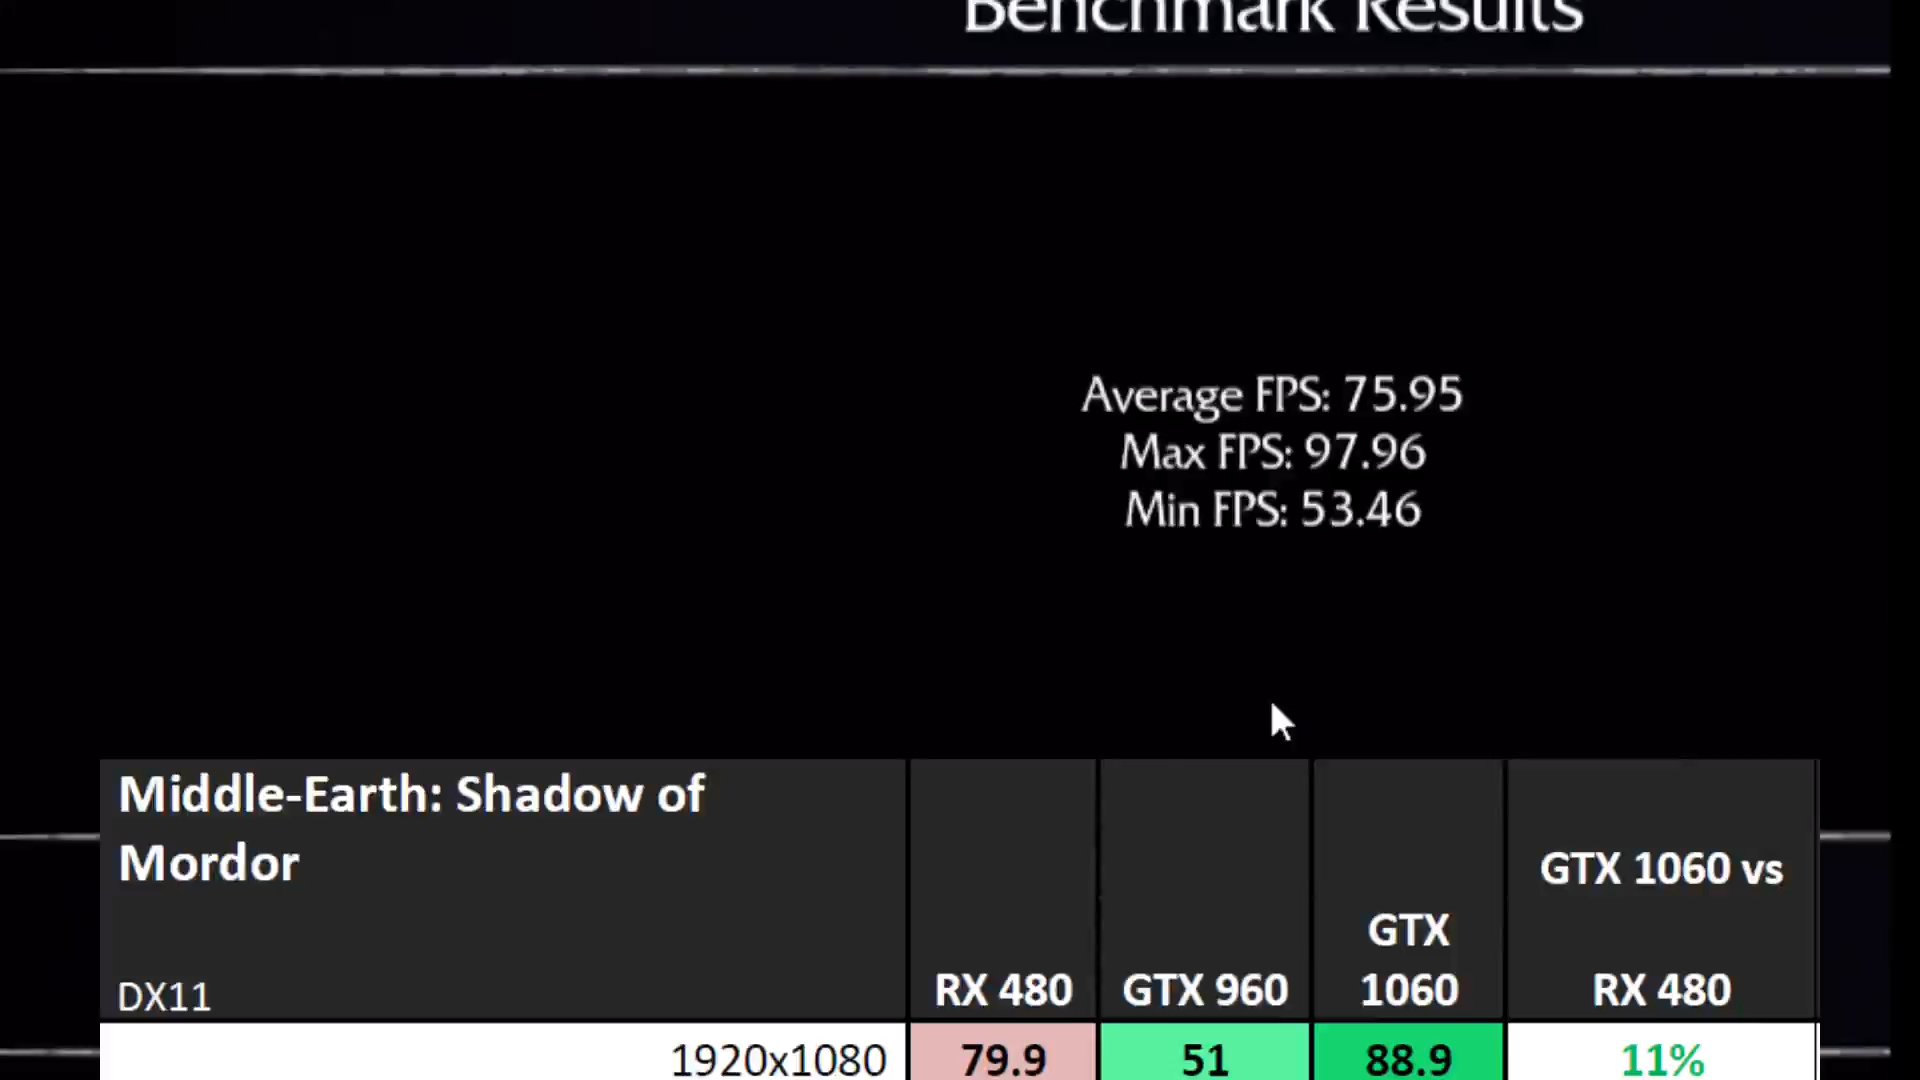 Benchmark Results
Average FPS: 75.95
Max FPS: 97.96
Min FPS: 53.46
Middle-Earth: Shadow of
Mordor
DX11
RX 480
GTX 960
GTX
1060
GTX 1060 vs
RX 480
1920x1080
79.9
51
88.9
11%